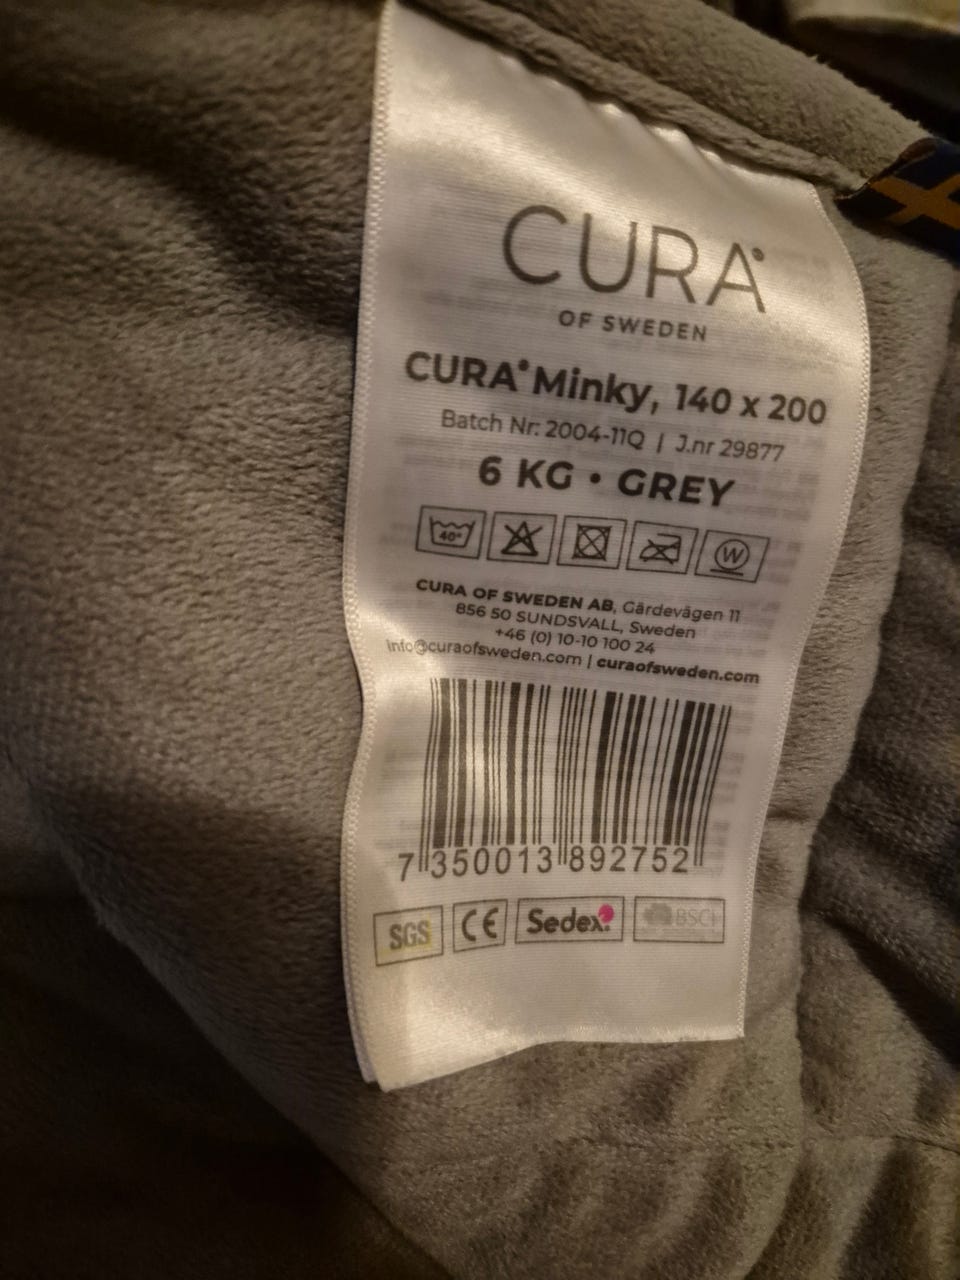 CURA
OF SWEDEN
CURA Minky, 140 x 200
Batch Nr: 2004-11Q | J.nr 29877
6 KG • GREY
40°
W
CURA OF SWEDEN AB, Gärdevägen 11
856 50 SUNDSVALL, Sweden
+46 (0) 10-10 100 24
info@curaofsweden.com | curaofsweden.com
7 350013 892752
SGS CE Sedex BSCI